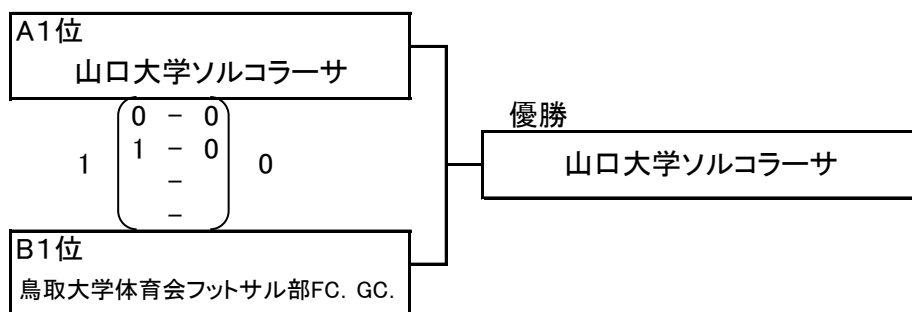 A1位
山口大学ソルコラーサ
0 － 0
1 － 0
1 0
－
－
優勝
山口大学ソルコラーサ
B1位
鳥取大学体育会フットサル部FC．GC．